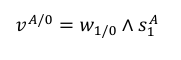 v^{A/0} = w_{1/0} ∧ s_1^A